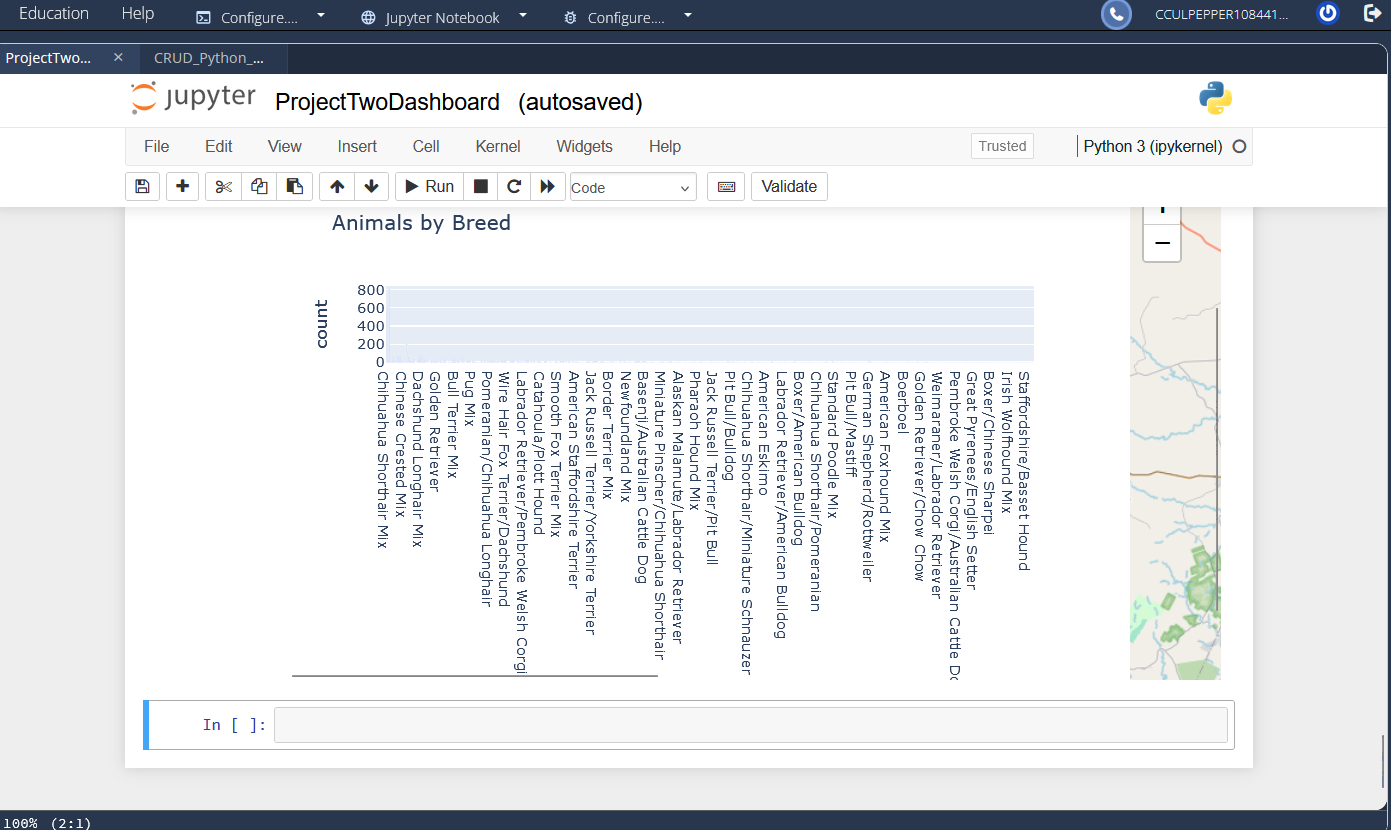 Education Help Configure.... Jupyter Notebook Configure.... CCULPEPPER108441...
ProjectTwo... × CRUD_Python_...
jupyter ProjectTwoDashboard (autosaved)
File Edit View Insert Cell Kernel Widgets Help Trusted Python 3 (ipykernel)
Run Code Validate
Animals by Breed
+
−
count
800
600
400
200
0
Chihuahua Shorthair Mix
Chinese Crested Mix
Dachshund Longhair Mix
Golden Retriever
Bull Terrier Mix
Pug Mix
Pomeranian/Chihuahua Longhair
Wire Hair Fox Terrier/Dachshund
Labrador Retriever/Pembroke Welsh Corgi
Catahoula/Plott Hound
Smooth Fox Terrier Mix
American Staffordshire Terrier
Jack Russell Terrier/Yorkshire Terrier
Border Terrier Mix
Newfoundland Mix
Basenji/Australian Cattle Dog
Miniature Pinscher/Chihuahua Shorthair
Alaskan Malamute/Labrador Retriever
Pharaoh Hound Mix
Jack Russell Terrier/Pit Bull
Pit Bull/Bulldog
Chihuahua Shorthair/Miniature Schnauzer
American Eskimo
Labrador Retriever/American Bulldog
Boxer/American Bulldog
Chihuahua Shorthair/Pomeranian
Standard Poodle Mix
Pit Bull/Mastiff
German Shepherd/Rottweiler
American Foxhound Mix
Boerboel
Golden Retriever/Chow Chow
Weimaraner/Labrador Retriever
Pembroke Welsh Corgi/Australian Cattle Do
Great Pyrenees/English Setter
Boxer/Chinese Sharpei
Irish Wolfhound Mix
Staffordshire/Basset Hound
In [ ]:
100% (2:1)